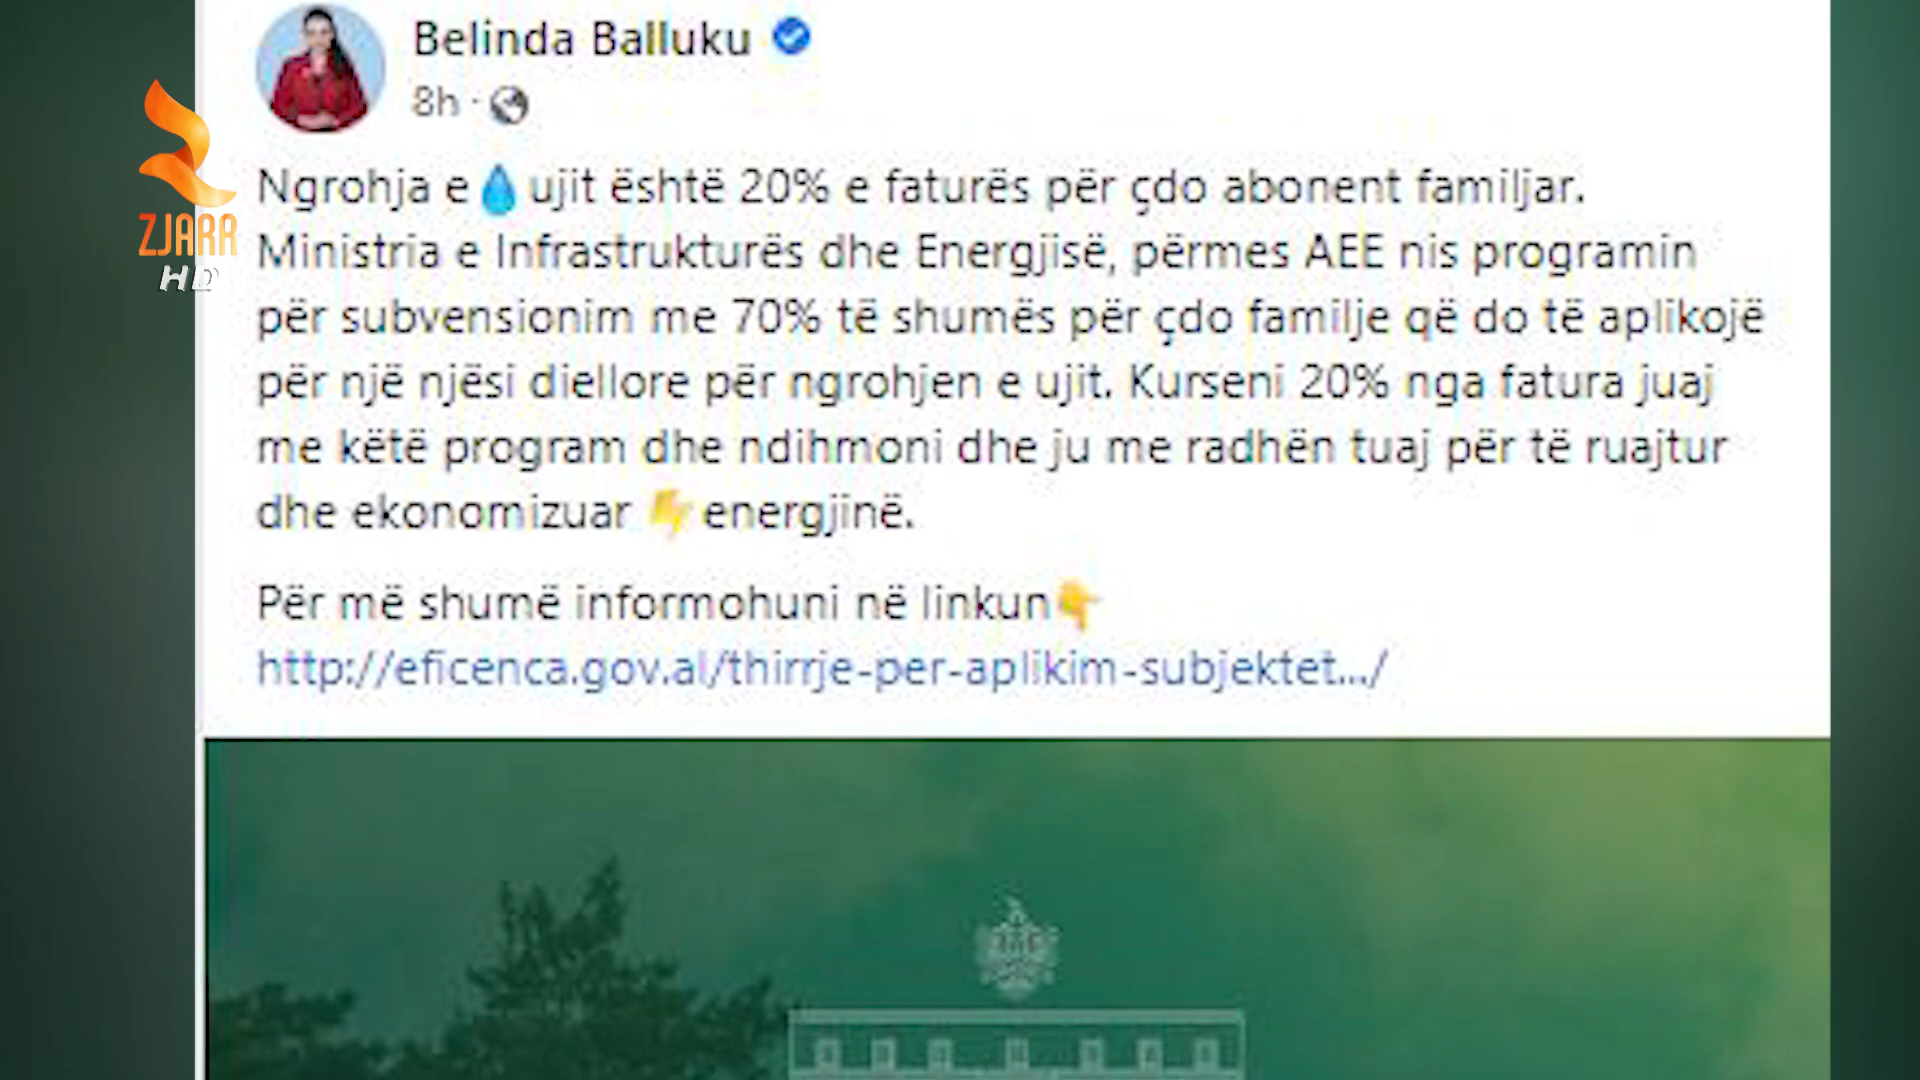 Belinda Balluku
8h ·
ZJARR
HD
Ngrohja e 💧 ujit është 20% e faturës për çdo abonent familjar.
Ministria e Infrastrukturës dhe Energjisë, përmes AEE nis programin
për subvensionim me 70% të shumës për çdo familje që do të aplikojë
për një njësi diellore për ngrohjen e ujit. Kurseni 20% nga fatura juaj
me këtë program dhe ndihmoni dhe ju me radhën tuaj për të ruajtur
dhe ekonomizuar ⚡ energjinë.
Për më shumë informohuni në linkun👇
http://eficenca.gov.al/thirrje-per-aplikim-subjektet.../